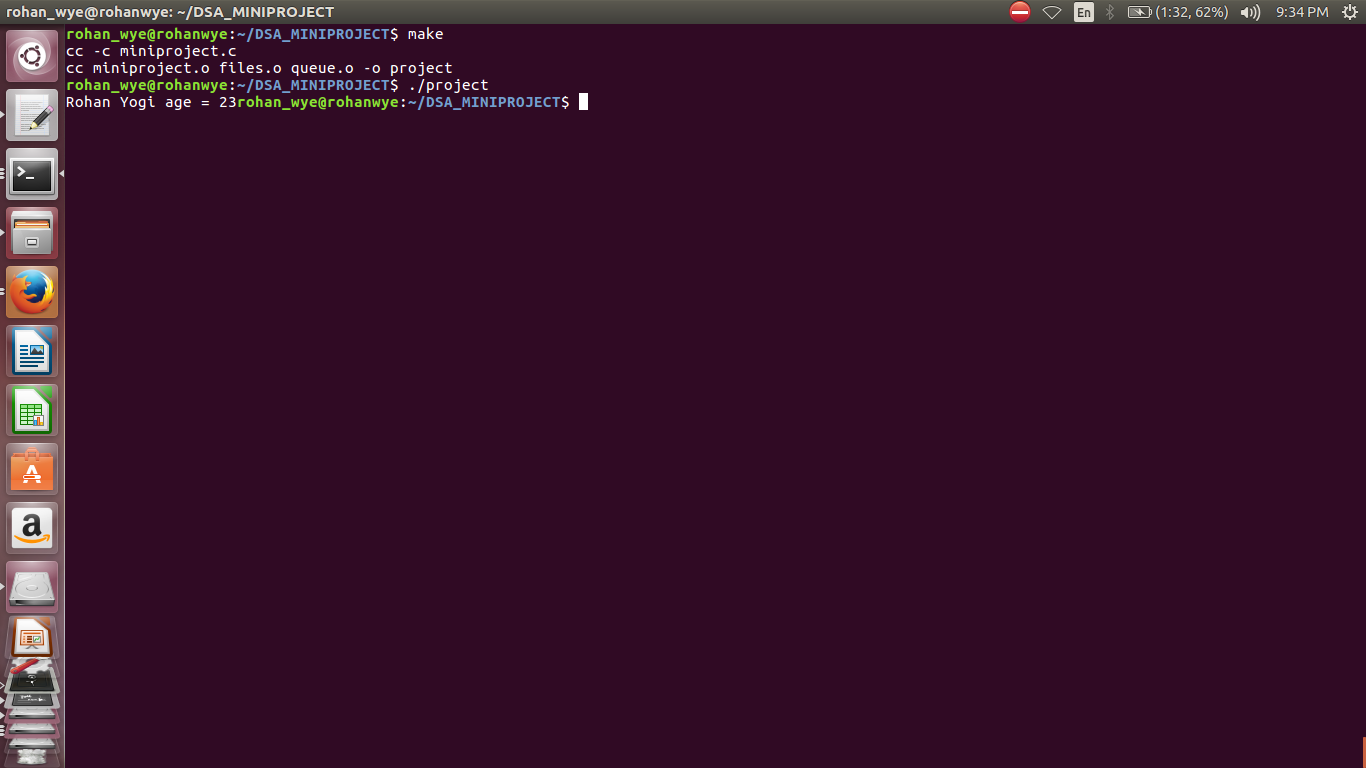 rohan_wye@rohanwye: ~/DSA_MINIPROJECT
En
(1:32, 62%)
9:34 PM
rohan_wye@rohanwye:~/DSA_MINIPROJECT$ make
cc -c miniproject.c
cc miniproject.o files.o queue.o -o project
rohan_wye@rohanwye:~/DSA_MINIPROJECT$ ./project
Rohan Yogi age = 23rohan_wye@rohanwye:~/DSA_MINIPROJECT$